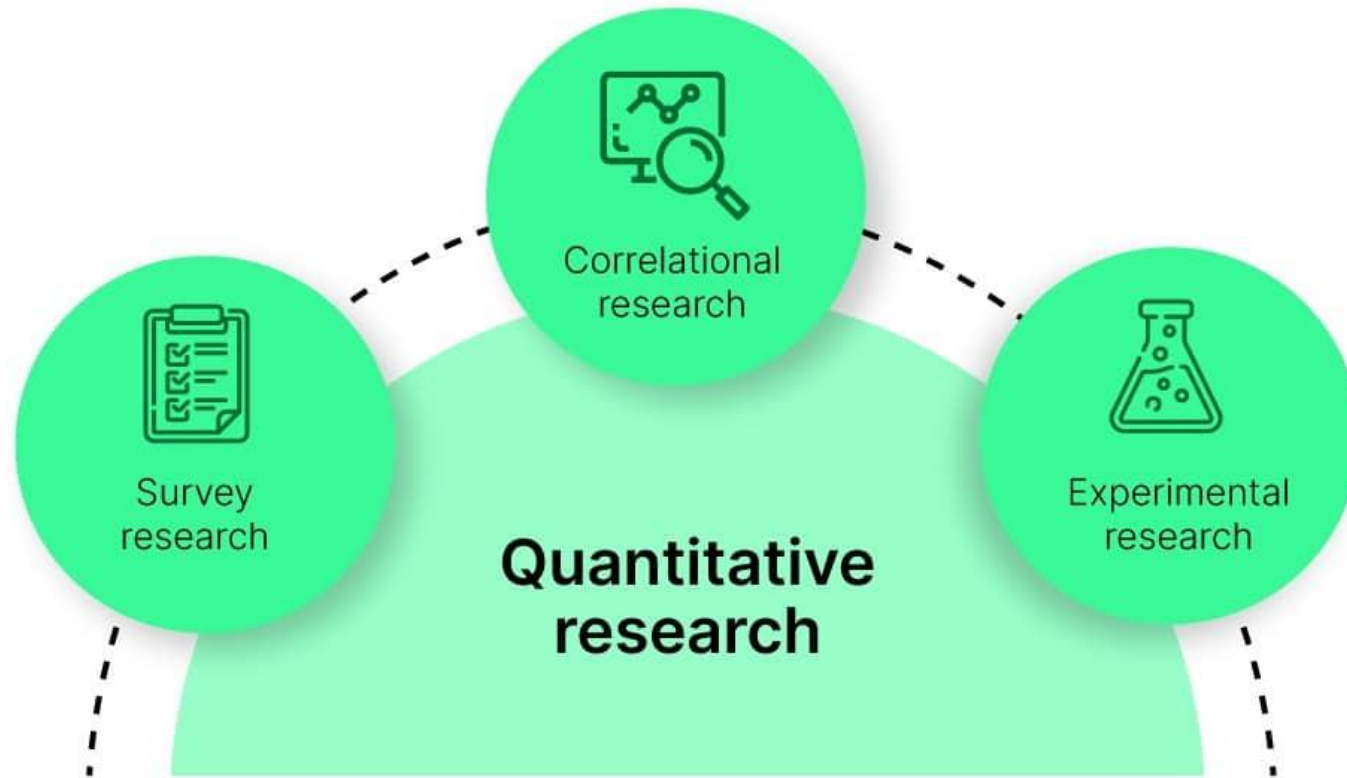 Correlational
research
Survey
research
Experimental
research
Quantitative
research